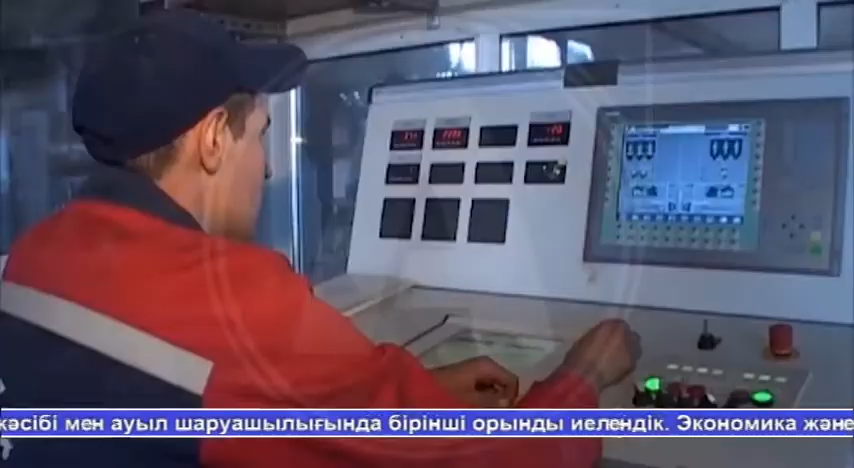 кәсібі мен ауыл шаруашылығында бірінші орынды иелендік. Экономика және